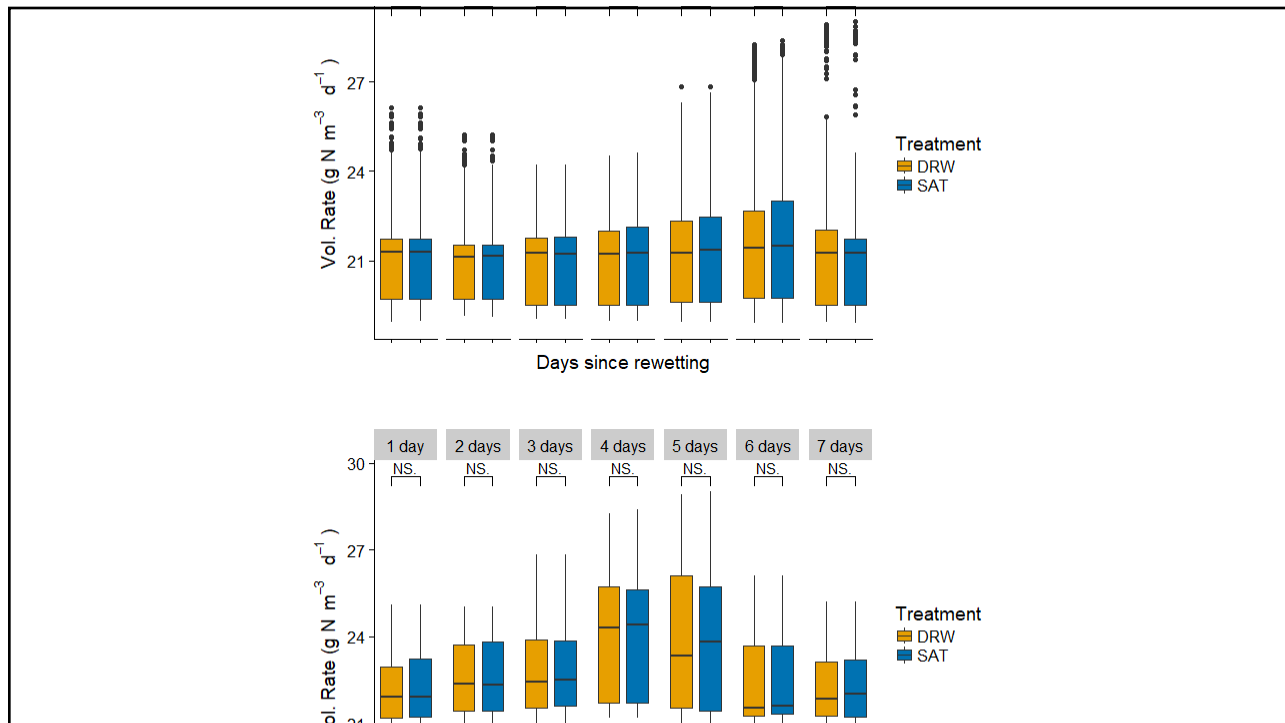 27
24
21
Vol. Rate (g N m⁻³ d⁻¹ )
Treatment
DRW
SAT
Days since rewetting
1 day 2 days 3 days 4 days 5 days 6 days 7 days
NS. NS. NS. NS. NS. NS. NS.
30
27
24
Rate (g N m⁻³ d⁻¹ )
Treatment
DRW
SAT